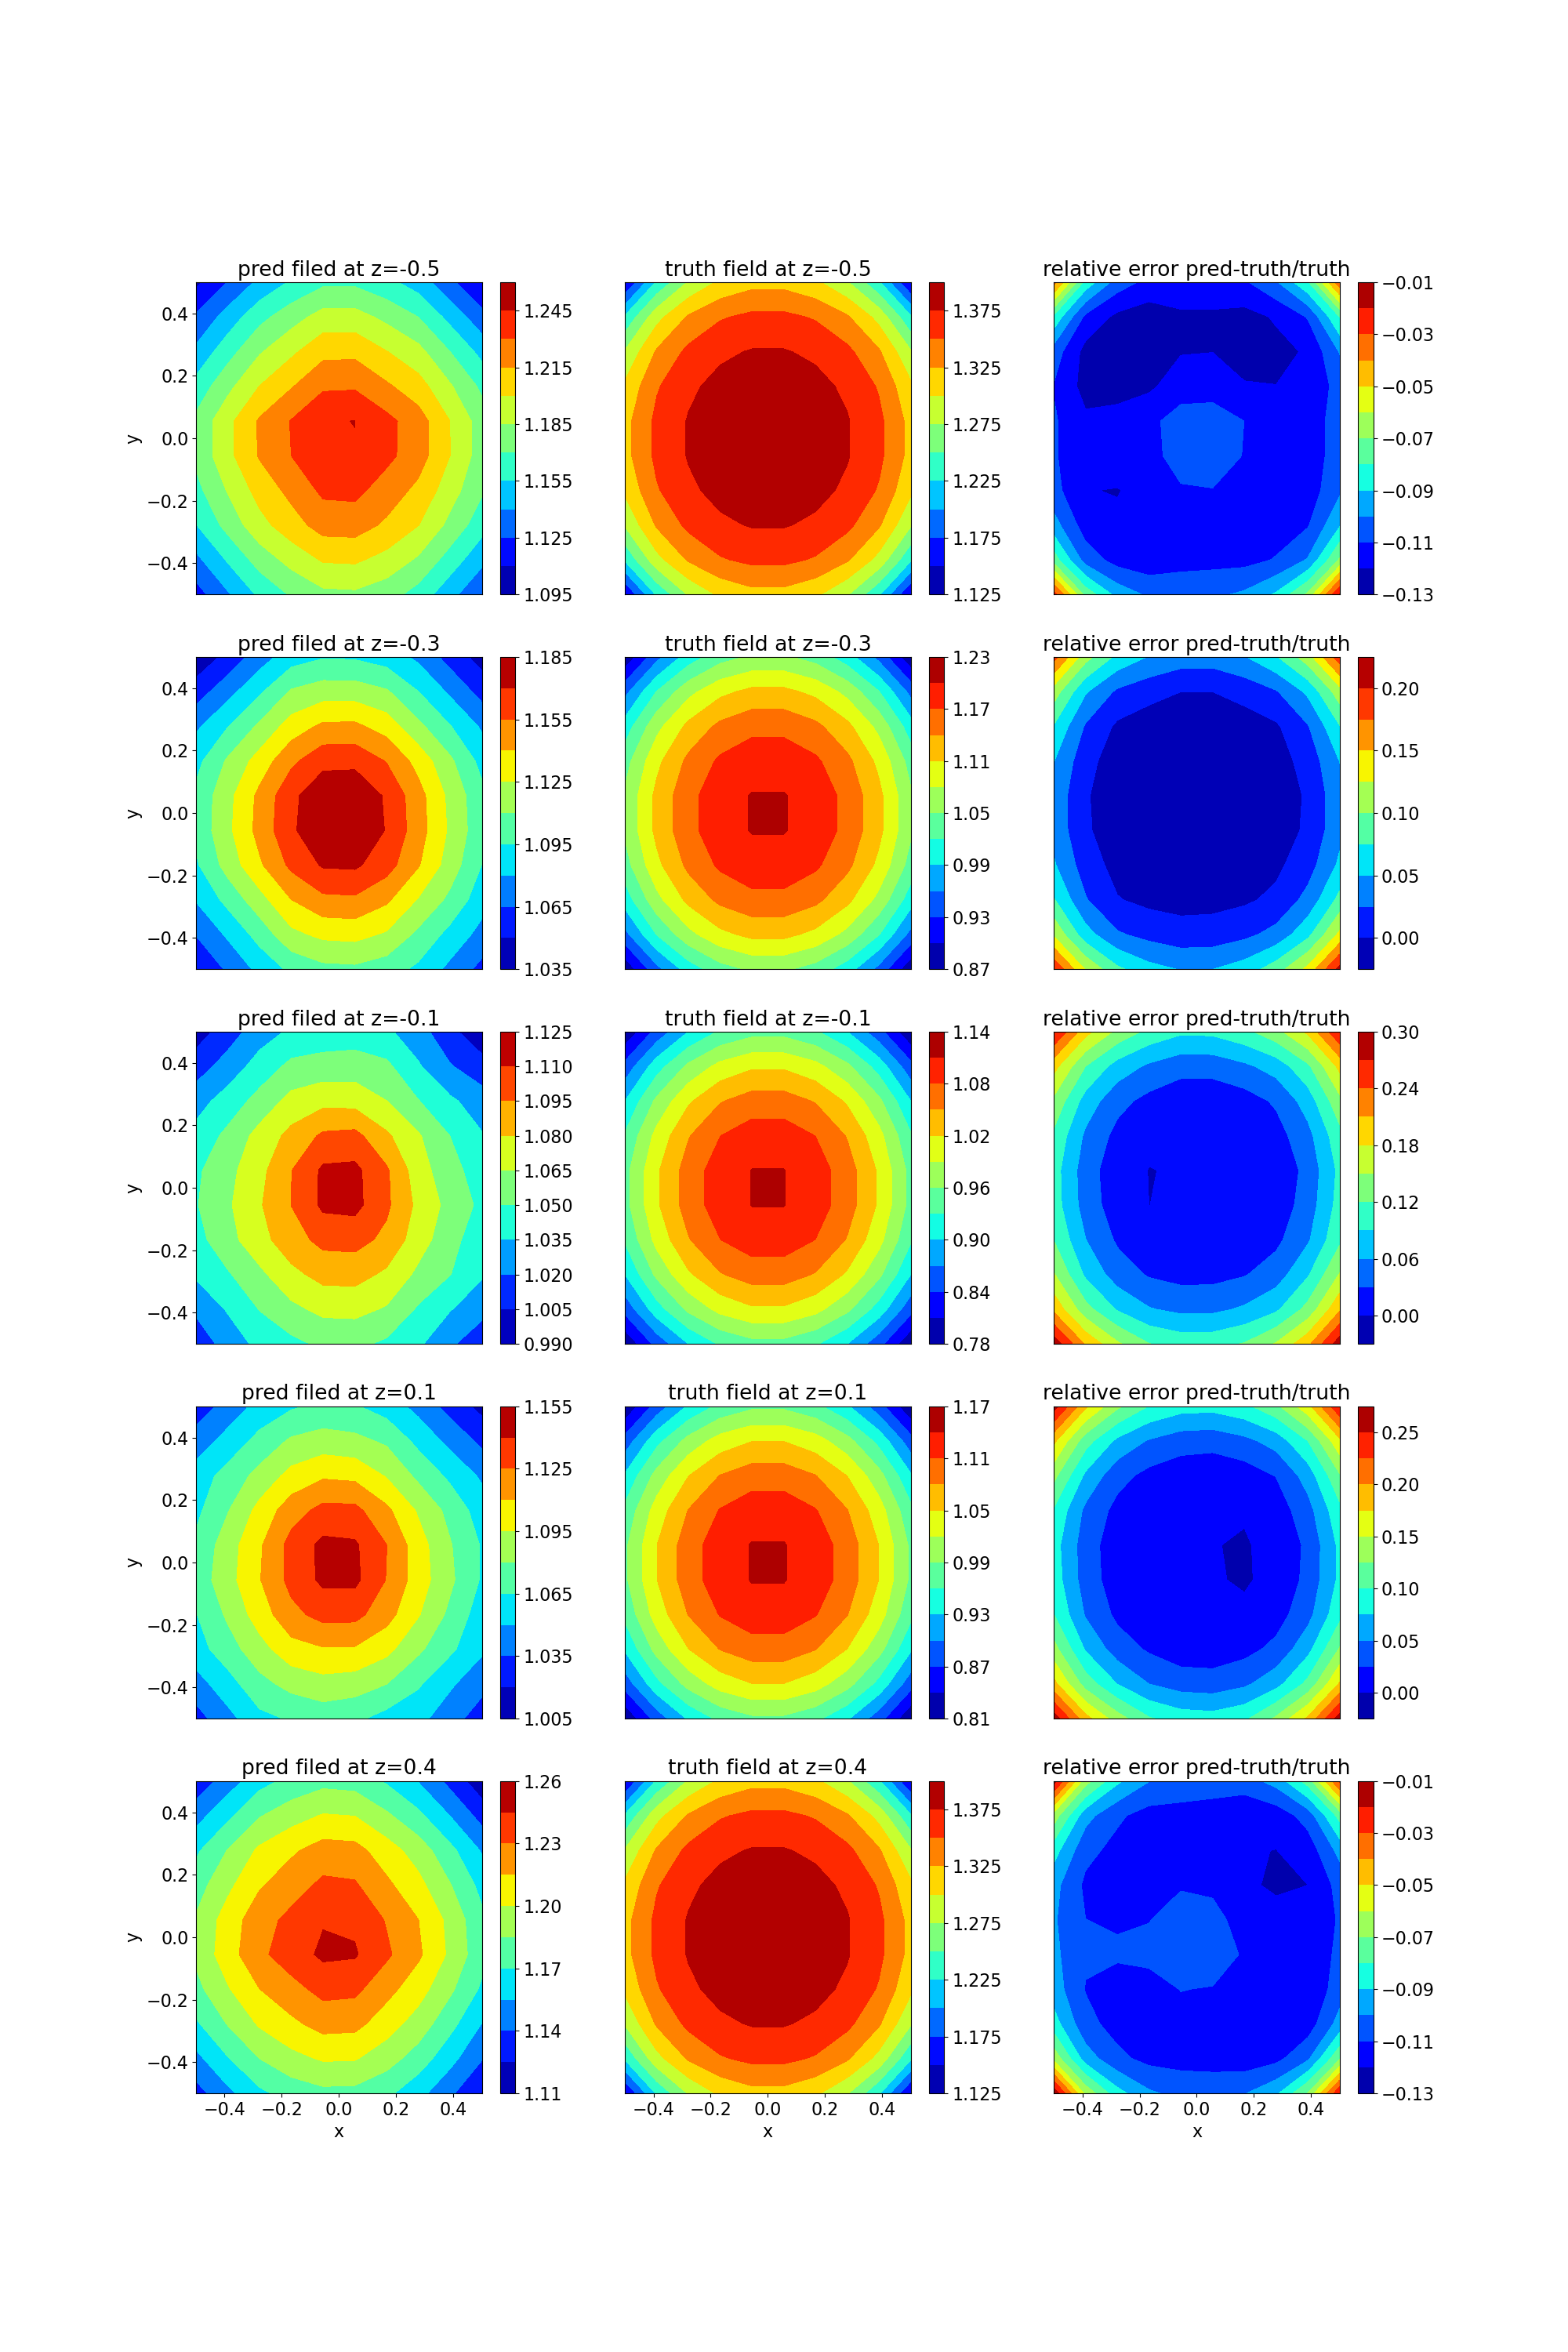 pred filed at z=-0.5 truth field at z=-0.5 relative error pred-truth/truth
y 0.4 0.2 0.0 −0.2 −0.4
1.245 1.215 1.185 1.155 1.125 1.095
1.375 1.325 1.275 1.225 1.175 1.125
−0.01 −0.03 −0.05 −0.07 −0.09 −0.11 −0.13
pred filed at z=-0.3 truth field at z=-0.3 relative error pred-truth/truth
y 0.4 0.2 0.0 −0.2 −0.4
1.185 1.155 1.125 1.095 1.065 1.035
1.23 1.17 1.11 1.05 0.99 0.93 0.87
0.20 0.15 0.10 0.05 0.00
pred filed at z=-0.1 truth field at z=-0.1 relative error pred-truth/truth
y 0.4 0.2 0.0 −0.2 −0.4
1.125 1.110 1.095 1.080 1.065 1.050 1.035 1.020 1.005 0.990
1.14 1.08 1.02 0.96 0.90 0.84 0.78
0.30 0.24 0.18 0.12 0.06 0.00
pred filed at z=0.1 truth field at z=0.1 relative error pred-truth/truth
y 0.4 0.2 0.0 −0.2 −0.4
1.155 1.125 1.095 1.065 1.035 1.005
1.17 1.11 1.05 0.99 0.93 0.87 0.81
0.25 0.20 0.15 0.10 0.05 0.00
pred filed at z=0.4 truth field at z=0.4 relative error pred-truth/truth
y 0.4 0.2 0.0 −0.2 −0.4
1.26 1.23 1.20 1.17 1.14 1.11
1.375 1.325 1.275 1.225 1.175 1.125
−0.01 −0.03 −0.05 −0.07 −0.09 −0.11 −0.13
−0.4 −0.2 0.0 0.2 0.4 −0.4 −0.2 0.0 0.2 0.4 −0.4 −0.2 0.0 0.2 0.4
x x x